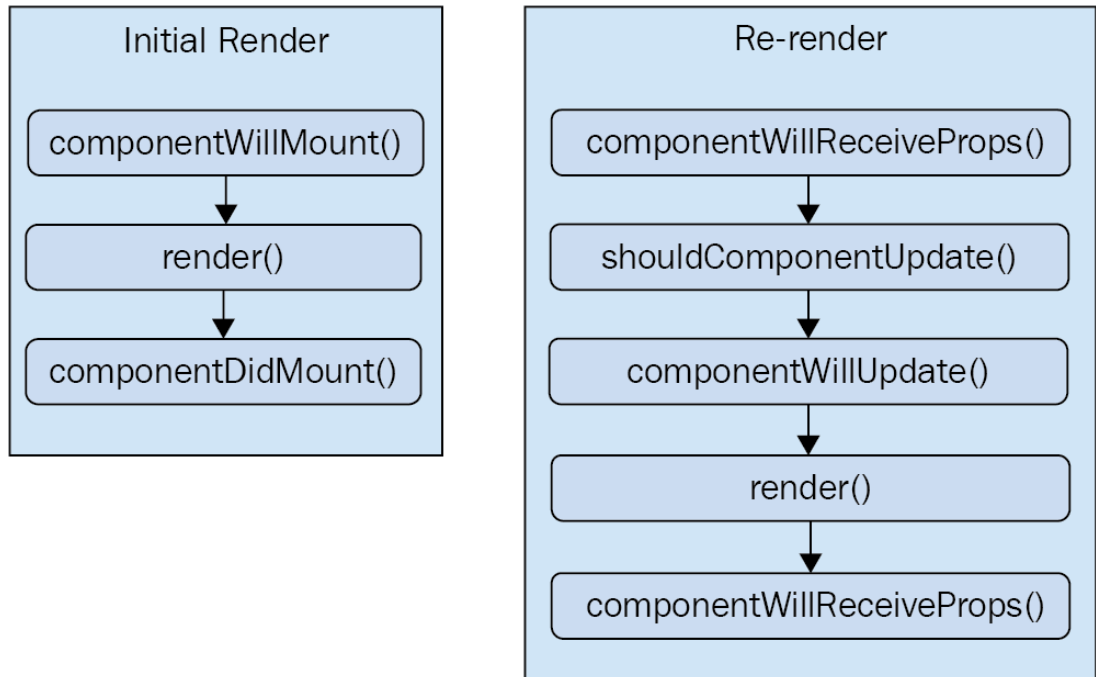 Initial Render
componentWillMount()
render()
componentDidMount()
Re-render
componentWillReceiveProps()
shouldComponentUpdate()
componentWillUpdate()
render()
componentWillReceiveProps()